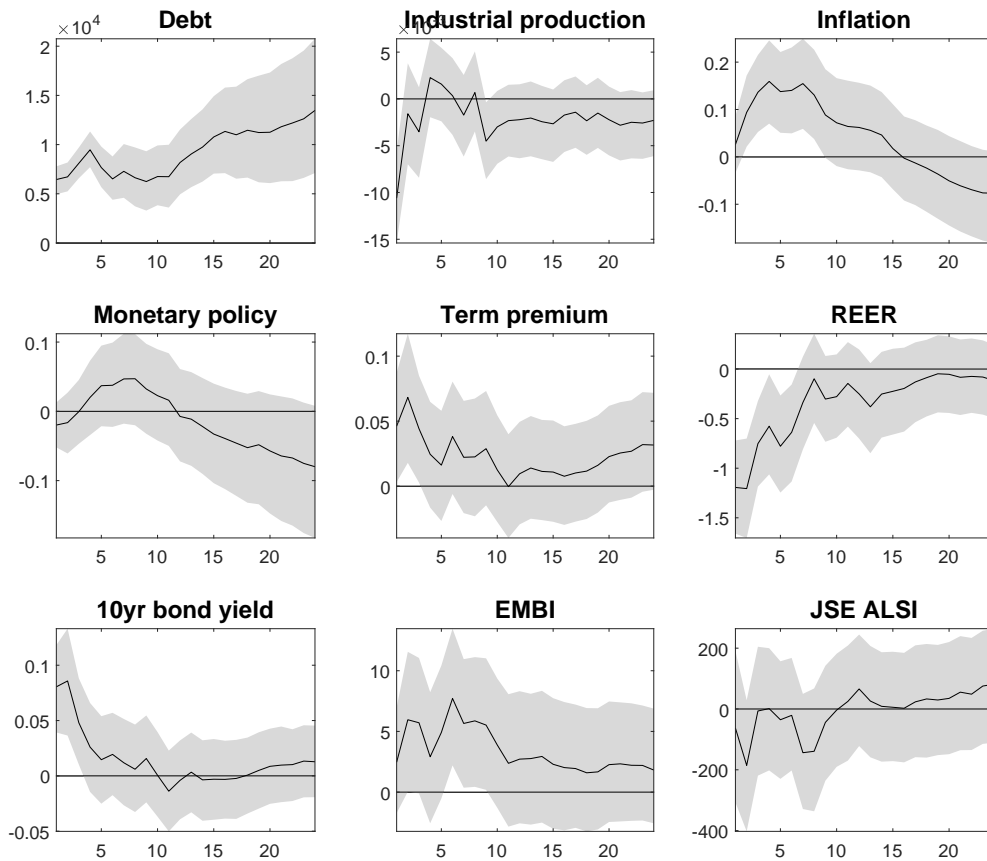 Debt
×10⁴
2
1.5
1
0.5
0
5 10 15 20
Industrial production
5
0
-5
-10
-15
5 10 15 20
Inflation
0.2
0.1
0
-0.1
5 10 15 20
Monetary policy
0.1
0
-0.1
5 10 15 20
Term premium
0.1
0.05
0
5 10 15 20
REER
0
-0.5
-1
-1.5
5 10 15 20
10yr bond yield
0.1
0.05
0
-0.05
5 10 15 20
EMBI
10
5
0
5 10 15 20
JSE ALSI
200
0
-200
-400
5 10 15 20